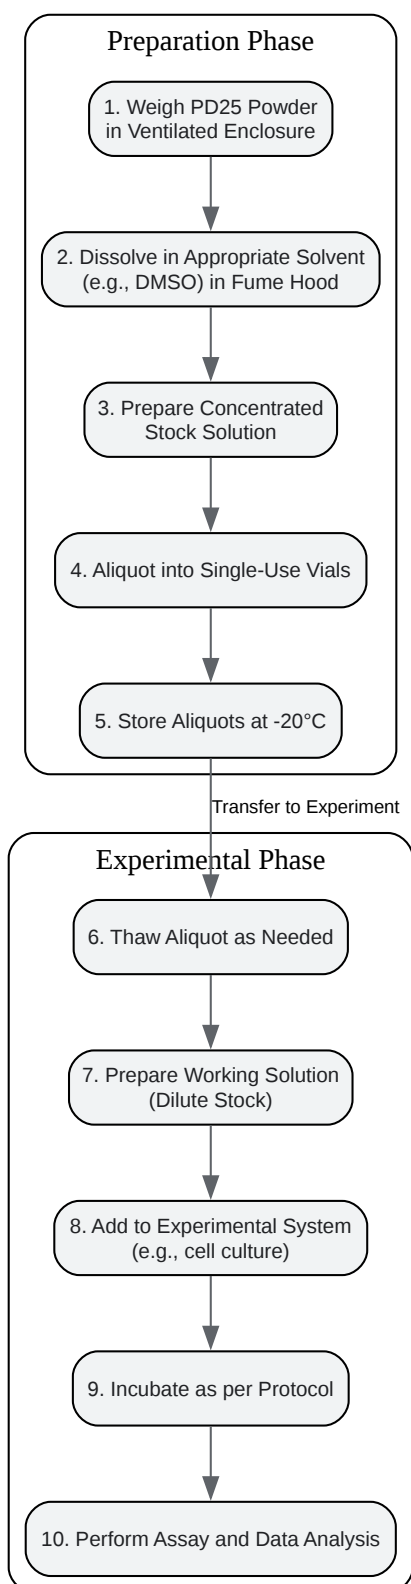 Preparation Phase
1. Weigh PD25 Powder
in Ventilated Enclosure
2. Dissolve in Appropriate Solvent
(e.g., DMSO) in Fume Hood
3. Prepare Concentrated
Stock Solution
4. Aliquot into Single-Use Vials
5. Store Aliquots at -20°C
Transfer to Experiment
Experimental Phase
6. Thaw Aliquot as Needed
7. Prepare Working Solution
(Dilute Stock)
8. Add to Experimental System
(e.g., cell culture)
9. Incubate as per Protocol
10. Perform Assay and Data Analysis